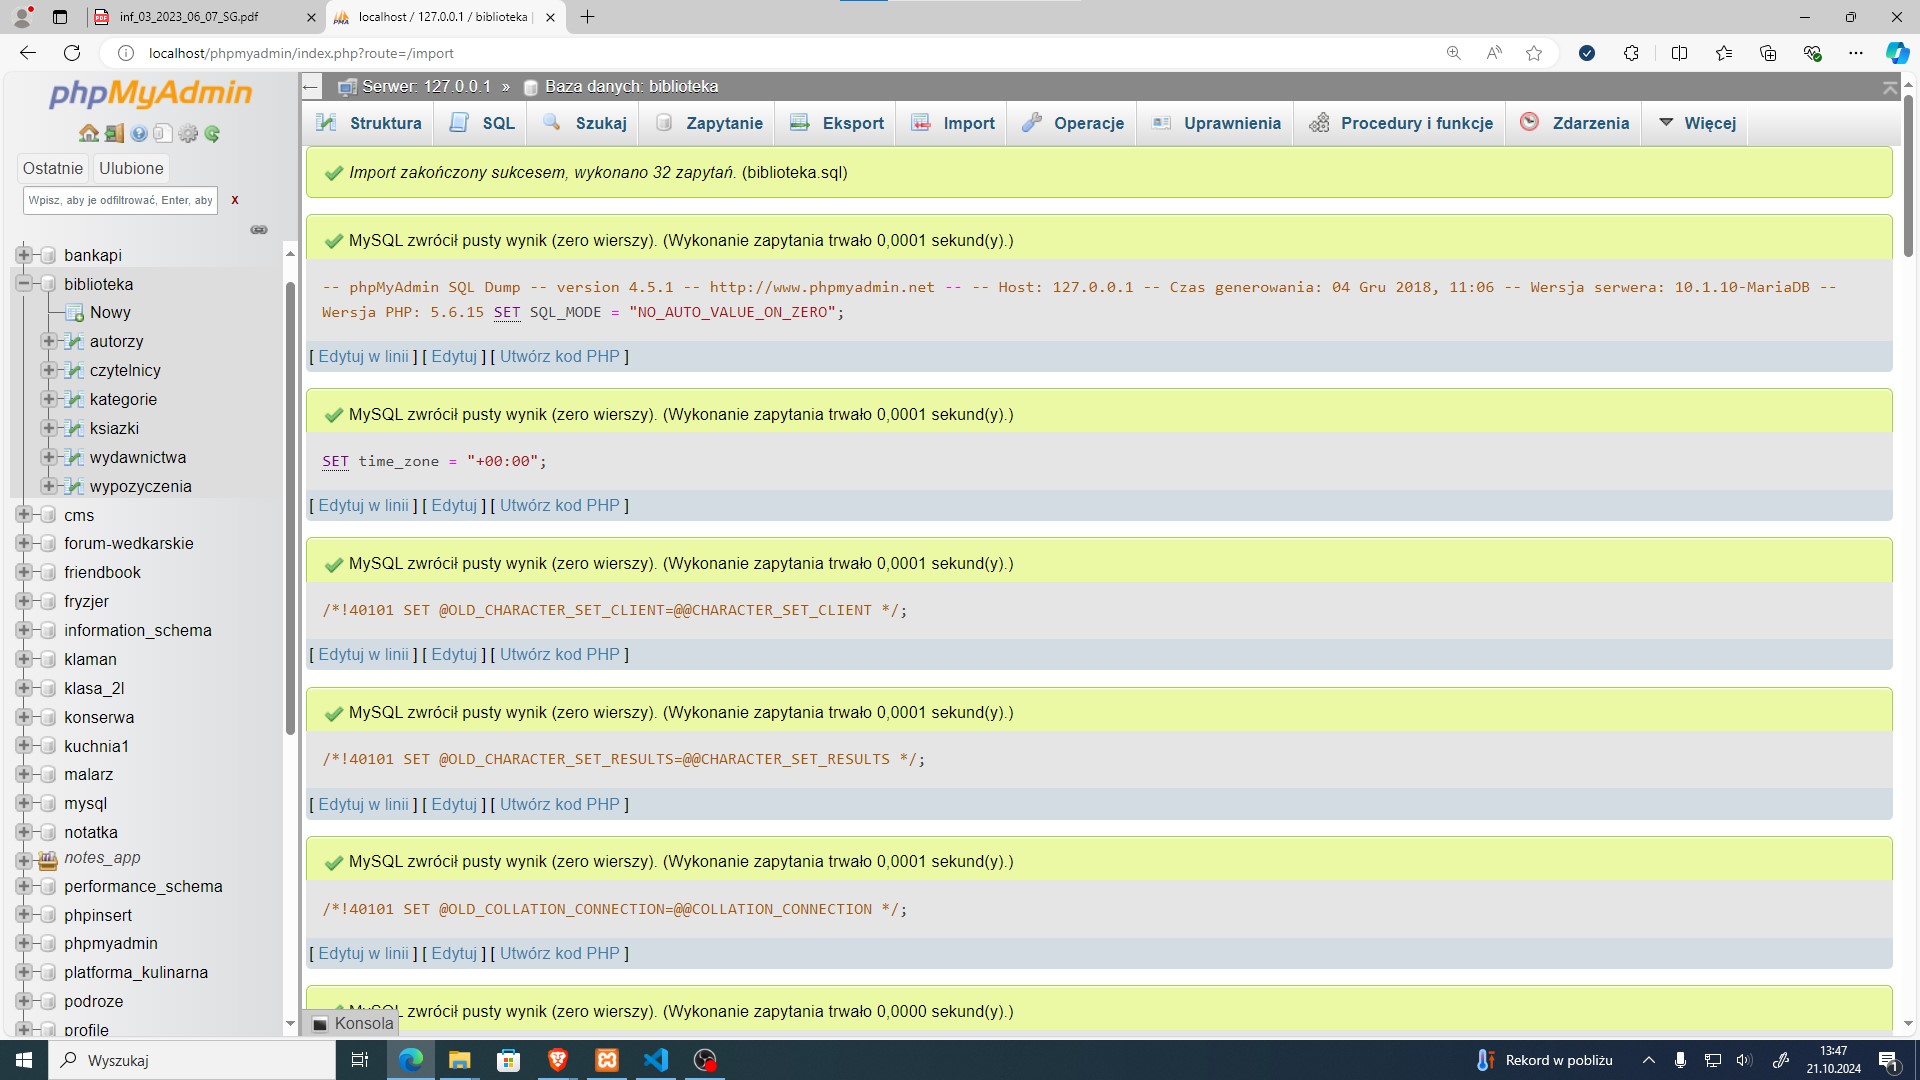 inf_03_2023_06_07_SG.pdf
localhost / 127.0.0.1 / biblioteka |
localhost/phpmyadmin/index.php?route=/import
phpMyAdmin
Ostatnie Ulubione
Wpisz, aby je odfiltrować, Enter, aby X
bankapi
biblioteka
Nowy
autorzy
czytelnicy
kategorie
ksiazki
wydawnictwa
wypozyczenia
cms
forum-wedkarskie
friendbook
fryzjer
information_schema
klaman
klasa_2l
konserwa
kuchnia1
malarz
mysql
notatka
notes_app
performance_schema
phpinsert
phpmyadmin
platforma_kulinarna
podroze
profile
Serwer: 127.0.0.1 » Baza danych: biblioteka
Struktura SQL Szukaj Zapytanie Eksport Import Operacje Uprawnienia Procedury i funkcje Zdarzenia Więcej
Import zakończony sukcesem, wykonano 32 zapytań. (biblioteka.sql)
MySQL zwrócił pusty wynik (zero wierszy). (Wykonanie zapytania trwało 0,0001 sekund(y).)
-- phpMyAdmin SQL Dump -- version 4.5.1 -- http://www.phpmyadmin.net -- -- Host: 127.0.0.1 -- Czas generowania: 04 Gru 2018, 11:06 -- Wersja serwera: 10.1.10-MariaDB --
Wersja PHP: 5.6.15 SET SQL_MODE = "NO_AUTO_VALUE_ON_ZERO";
[ Edytuj w linii ] [ Edytuj ] [ Utwórz kod PHP ]
MySQL zwrócił pusty wynik (zero wierszy). (Wykonanie zapytania trwało 0,0001 sekund(y).)
SET time_zone = "+00:00";
[ Edytuj w linii ] [ Edytuj ] [ Utwórz kod PHP ]
MySQL zwrócił pusty wynik (zero wierszy). (Wykonanie zapytania trwało 0,0001 sekund(y).)
/*!40101 SET @OLD_CHARACTER_SET_CLIENT=@@CHARACTER_SET_CLIENT */;
[ Edytuj w linii ] [ Edytuj ] [ Utwórz kod PHP ]
MySQL zwrócił pusty wynik (zero wierszy). (Wykonanie zapytania trwało 0,0001 sekund(y).)
/*!40101 SET @OLD_CHARACTER_SET_RESULTS=@@CHARACTER_SET_RESULTS */;
[ Edytuj w linii ] [ Edytuj ] [ Utwórz kod PHP ]
MySQL zwrócił pusty wynik (zero wierszy). (Wykonanie zapytania trwało 0,0001 sekund(y).)
/*!40101 SET @OLD_COLLATION_CONNECTION=@@COLLATION_CONNECTION */;
[ Edytuj w linii ] [ Edytuj ] [ Utwórz kod PHP ]
MySQL zwrócił pusty wynik (zero wierszy). (Wykonanie zapytania trwało 0,0000 sekund(y).)
Konsola
Wyszukaj
Rekord w pobliżu
13:47
21.10.2024
1